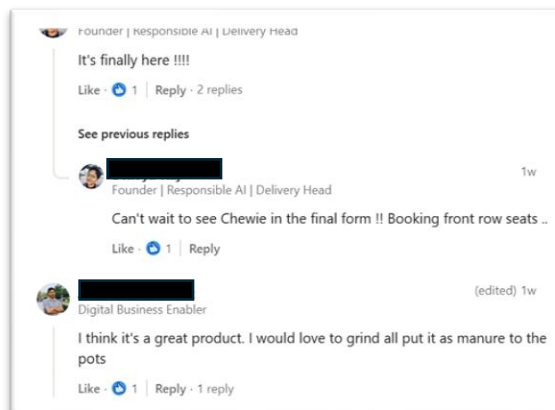 Founder | Responsible AI | Delivery Head
It's finally here !!!!
Like · 1 | Reply · 2 replies
See previous replies
1w
Founder | Responsible AI | Delivery Head
Can't wait to see Chewie in the final form !! Booking front row seats ..
Like · 1 | Reply
(edited) 1w
Digital Business Enabler
I think it's a great product. I would love to grind all put it as manure to the
pots
Like · 1 | Reply · 1 reply